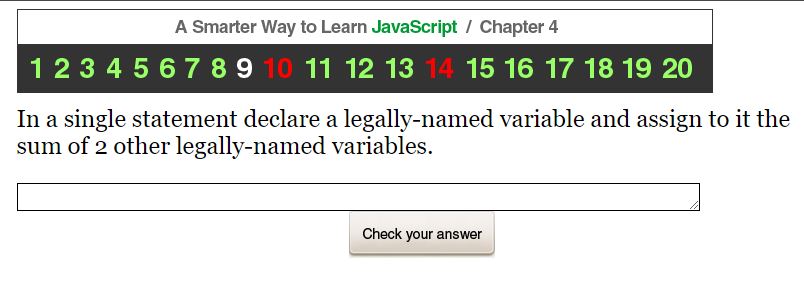 A Smarter Way to Learn JavaScript / Chapter 4
1 2 3 4 5 6 7 8 9 10 11 12 13 14 15 16 17 18 19 20
In a single statement declare a legally-named variable and assign to it the
sum of 2 other legally-named variables.
Check your answer